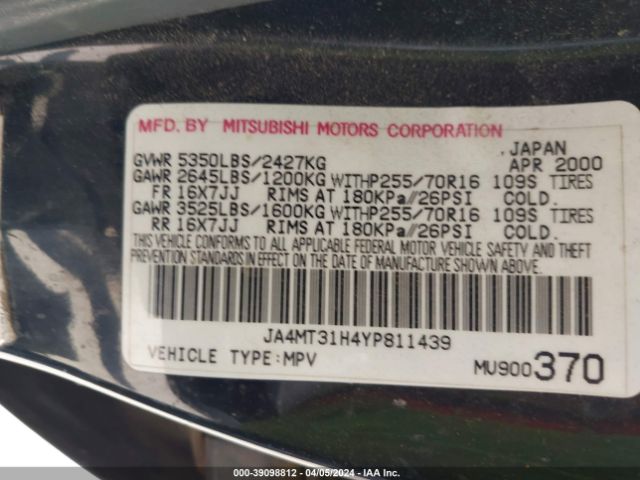 MFD. BY MITSUBISHI MOTORS CORPORATION
, JAPAN
GVWR 5350LBS/2427KG APR 2000
GAWR 2645LBS/1200KG WITHP255/70R16 109S TIRES
FR 16X7JJ RIMS AT 180KPa//26PSI COLD.
GAWR 3525LBS/1600KG WITHP255/70R16 109S TIRES
RR 16X7JJ RIMS AT 180KPa//26PSI COLD.
THIS VEHICLE CONFORMS TO ALL APPLICABLE FEDERAL MOTOR VEHICLE SAFETY AND THEFT
PREVENTION STANDARDS IN EFFECT ON THE DATE OF MANUFACTURE SHOWN ABOVE.
JA4MT31H4YP811439
VEHICLE TYPE:MPV MU900370
000-39098812 - 04/05/2024 - IAA Inc.